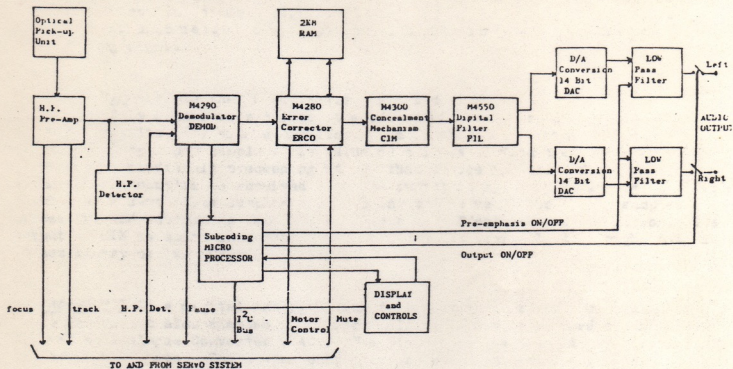 Optical
Pick-up
Unit
H.F.
Pre-Amp
H.F.
Detector
M4290
Demodulator
DEMOD
2KM
RAM
M4280
Error
Corrector
ERCO
M4300
Concealment
Mechanism
CIM
M4550
Digital
Filter
FIL
D/A
Conversion
14 Bit
DAC
LOW
Pass
Filter
Left
AUDIO
OUTPUT
D/A
Conversion
14 Bit
DAC
LOW
Pass
Filter
Right
Subcoding
MICRO
PROCESSOR
Pre-emphasis ON/OFF
Output ON/OFF
DISPLAY
and
CONTROLS
focus
track
H.F. Det.
Pause
I²C
Bus
Motor
Control
Mute
TO AND FROM SERVO SYSTEM